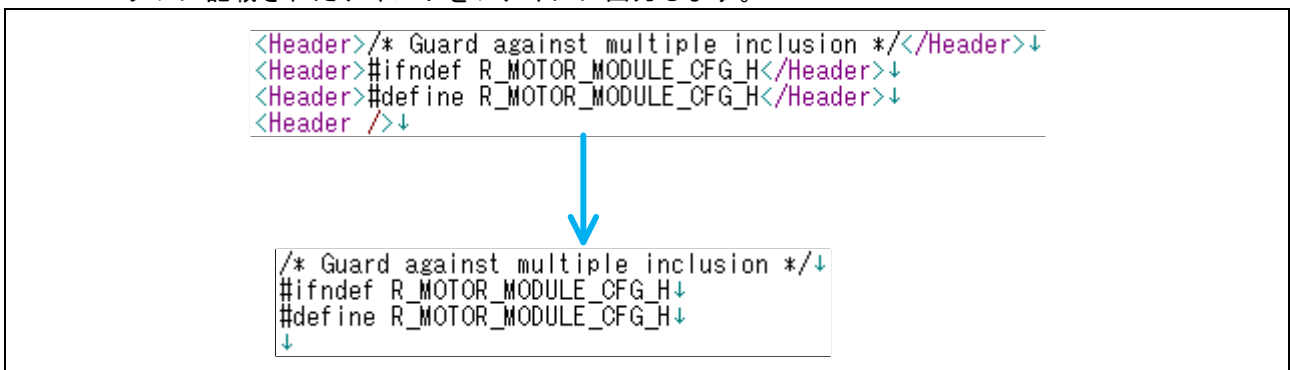 <Header>/* Guard against multiple inclusion */</Header>↓
<Header>#ifndef R_MOTOR_MODULE_CFG_H</Header>↓
<Header>#define R_MOTOR_MODULE_CFG_H</Header>↓
<Header />↓
/* Guard against multiple inclusion */↓
#ifndef R_MOTOR_MODULE_CFG_H↓
#define R_MOTOR_MODULE_CFG_H↓
↓